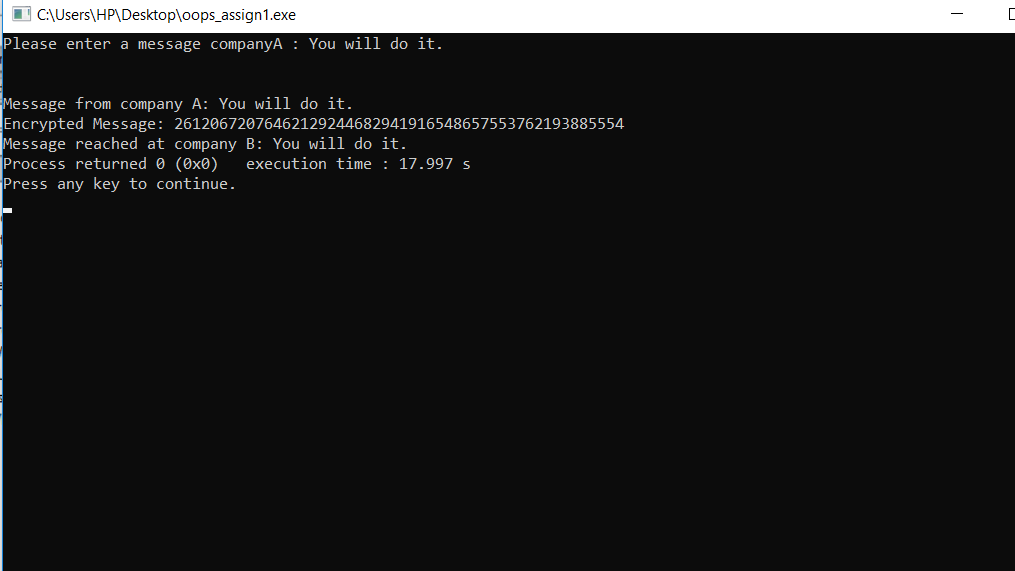 C:\Users\HP\Desktop\oops_assign1.exe
Please enter a message companyA : You will do it.
Message from company A: You will do it.
Encrypted Message: 26120672076462129244682941916548657553762193885554
Message reached at company B: You will do it.
Process returned 0 (0x0)   execution time : 17.997 s
Press any key to continue.